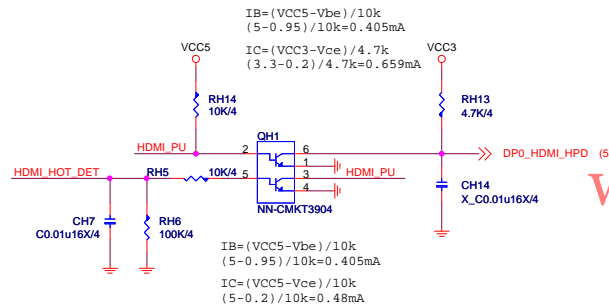 IB=(VCC5-Vbe)/10k
(5-0.95)/10k=0.405mA
IC=(VCC3-Vce)/4.7k
(3.3-0.2)/4.7k=0.659mA
VCC5
VCC3
RH14
10K/4
RH13
4.7K/4
QH1
HDMI_PU
2
6
DP0_HDMI_HPD (5
1
HDMI_HOT_DET
RH5
10K/4
5
3
HDMI_PU
4
CH14
X_C0.01u16X/4
NN-CMKT3904
CH7
C0.01u16X/4
RH6
100K/4
IB=(VCC5-Vbe)/10k
(5-0.95)/10k=0.405mA
IC=(VCC5-Vce)/10k
(5-0.2)/10k=0.48mA